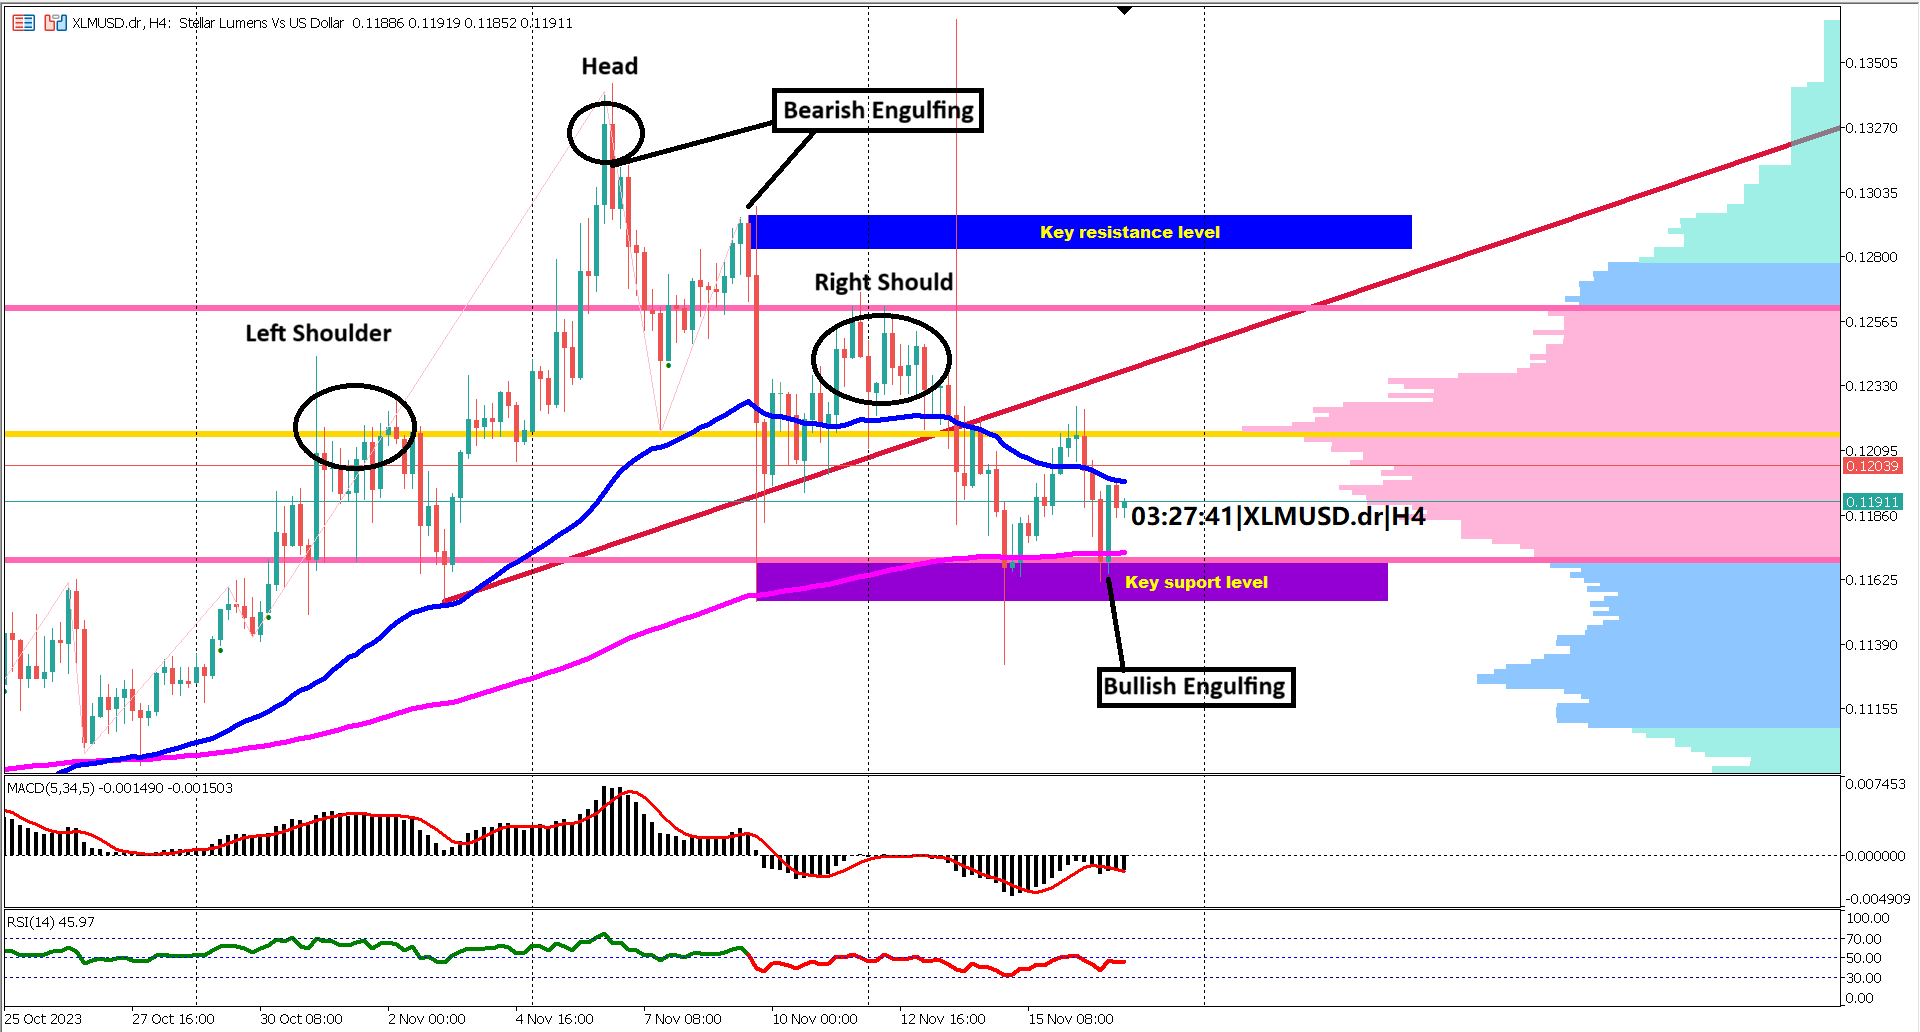 XLMUSD.dr, H4: Stellar Lumens Vs US Dollar 0.11886 0.11919 0.11852 0.11911
Head
Bearish Engulfing
Key resistance level
Right Should
Left Shoulder
03:27:41|XLMUSD.dr|H4
Key suport level
Bullish Engulfing
0.13505
0.13270
0.13035
0.12800
0.12565
0.12330
0.12095
0.12039
0.11911
0.11860
0.11625
0.11390
0.11155
MACD(5,34,5) -0.001490 -0.001503
0.007453
0.000000
-0.004909
RSI(14) 45.97
100.00
70.00
50.00
30.00
0.00
25 Oct 2023
27 Oct 16:00
30 Oct 08:00
2 Nov 00:00
4 Nov 16:00
7 Nov 08:00
10 Nov 00:00
12 Nov 16:00
15 Nov 08:00